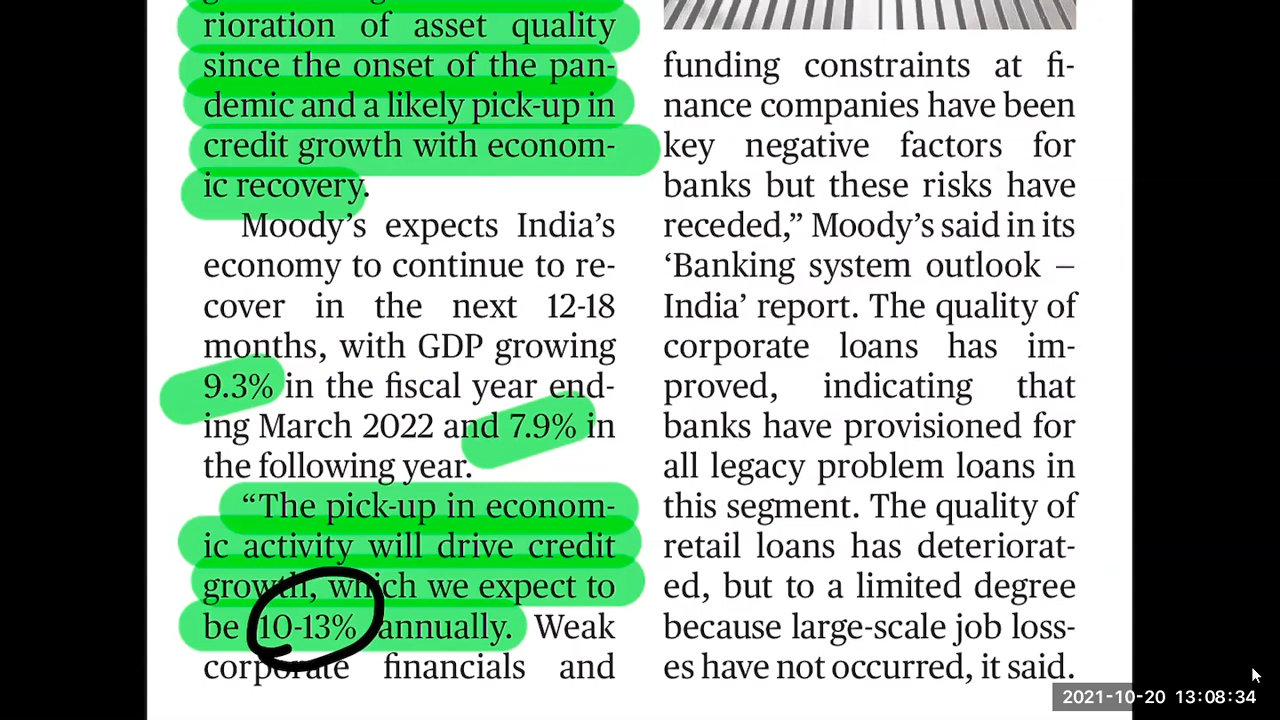 rioration of asset quality
since the onset of the pan-
demic and a likely pick-up in
credit growth with econom-
ic recovery.
Moody’s expects India’s
economy to continue to re-
cover in the next 12-18
months, with GDP growing
9.3% in the fiscal year end-
ing March 2022 and 7.9% in
the following year.
“The pick-up in econom-
ic activity will drive credit
growth, which we expect to
be 10-13% annually. Weak
corporate financials and
funding constraints at fi-
nance companies have been
key negative factors for
banks but these risks have
receded,” Moody’s said in its
‘Banking system outlook –
India’ report. The quality of
corporate loans has im-
proved, indicating that
banks have provisioned for
all legacy problem loans in
this segment. The quality of
retail loans has deteriorat-
ed, but to a limited degree
because large-scale job loss-
es have not occurred, it said.
2021-10-20 13:08:34